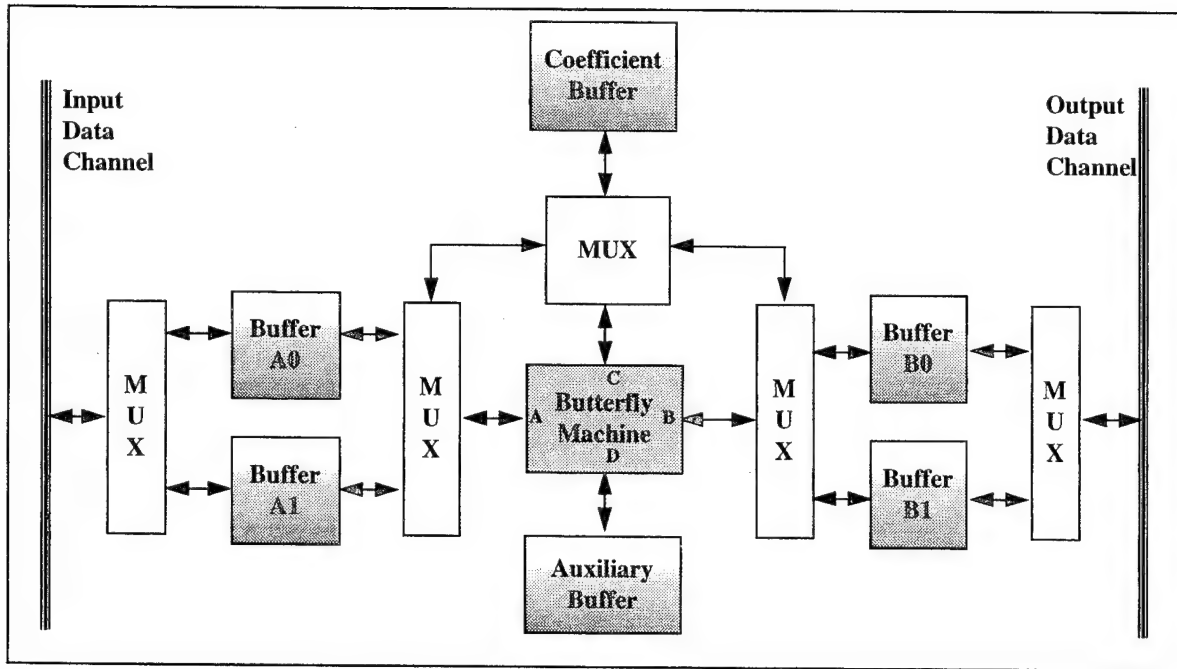 Coefficient
Buffer
Input
Data
Channel
Output
Data
Channel
MUX
M
U
X
Buffer
A0
Buffer
A1
M
U
X
C
A
Butterfly
Machine
B
D
M
U
X
Buffer
B0
Buffer
B1
M
U
X
Auxiliary
Buffer